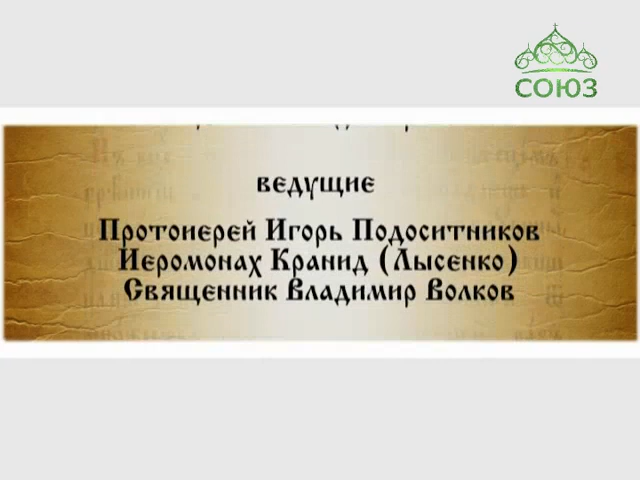 СОЮЗ
ведущие
Протоиерей Игорь Подоситников
Иеромонах Кранид (Лысенко)
Священник Владимир Волков